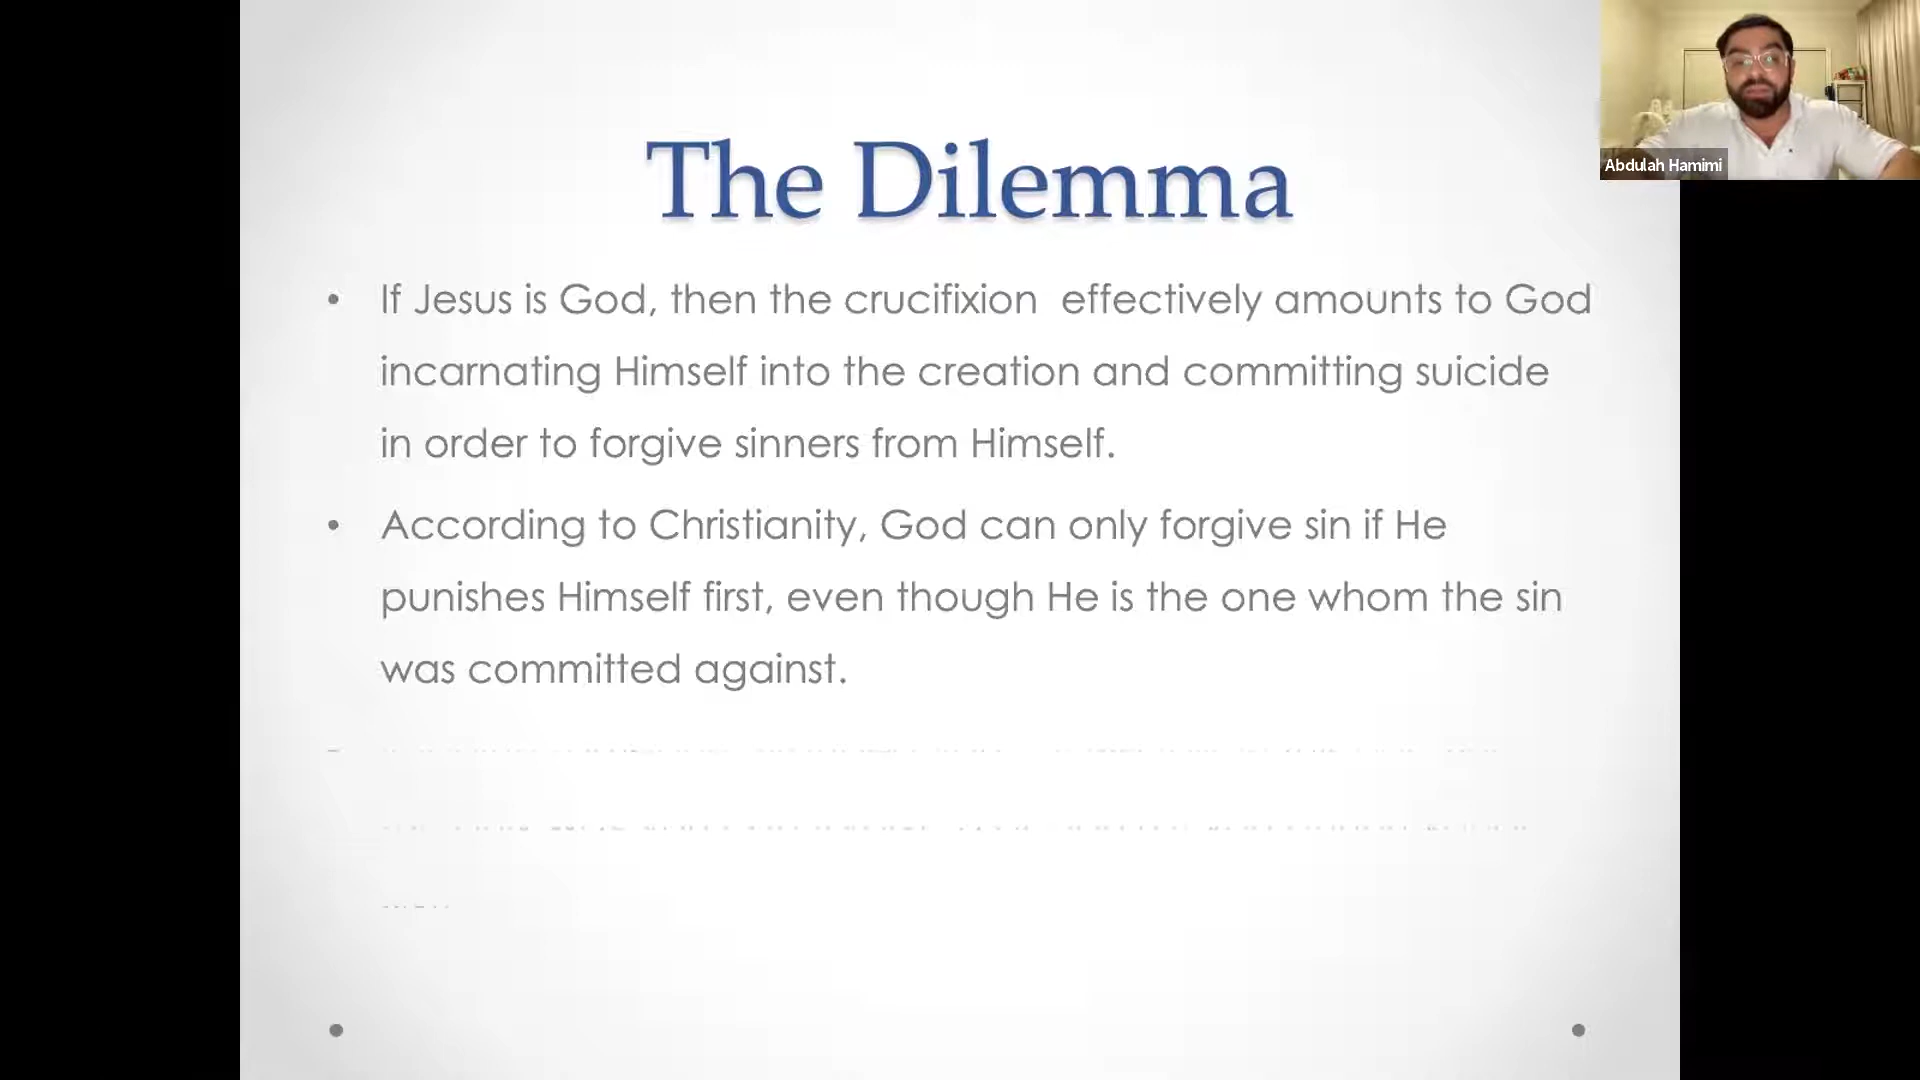 The Dilemma
• If Jesus is God, then the crucifixion  effectively amounts to God
incarnating Himself into the creation and committing suicide
in order to forgive sinners from Himself.
• According to Christianity, God can only forgive sin if He
punishes Himself first, even though He is the one whom the sin
was committed against.
Abdulah Hamimi